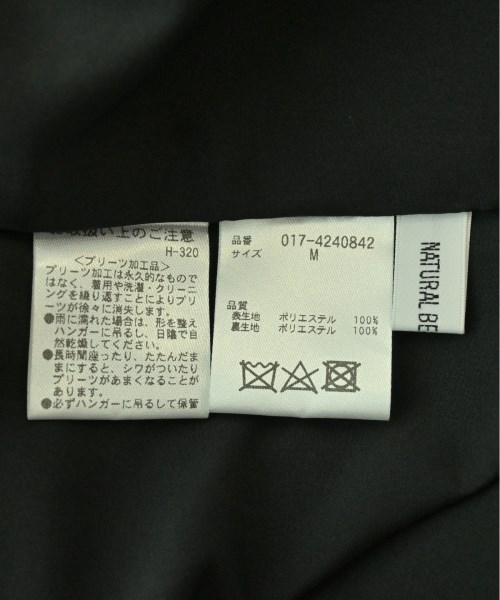 取扱い上のご注意
H-320
<プリーツ加工品>
プリーツ加工は永久的なもので
はなく、着用や洗濯・クリーニ
ングを繰り返すことによりプリ
ーツが徐々に消失します。
●雨に濡れた場合は、形を整え
ハンガーに吊るし、日陰で自
然乾燥してください。
●長時間座ったり、たたんだま
まにすると、シワがついたり
プリーツがあまくなることが
あります。
●必ずハンガーに吊るして保管
品番 017-4240842
サイズ M
品質
表生地 ポリエステル 100%
裏生地 ポリエステル 100%
NATURAL BE